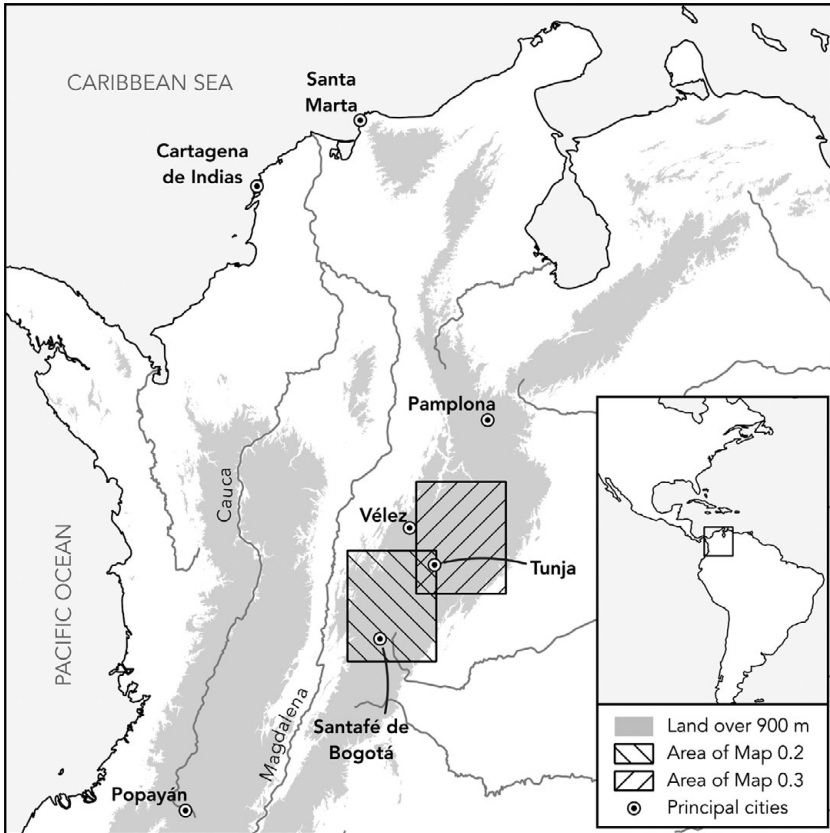 CARIBBEAN SEA
Santa
Marta
Cartagena
de Indias
Pamplona
Cauca
Vélez
Tunja
PACIFIC OCEAN
Magdalena
Santafé de
Bogotá
Popayán
Land over 900 m
Area of Map 0.2
Area of Map 0.3
Principal cities